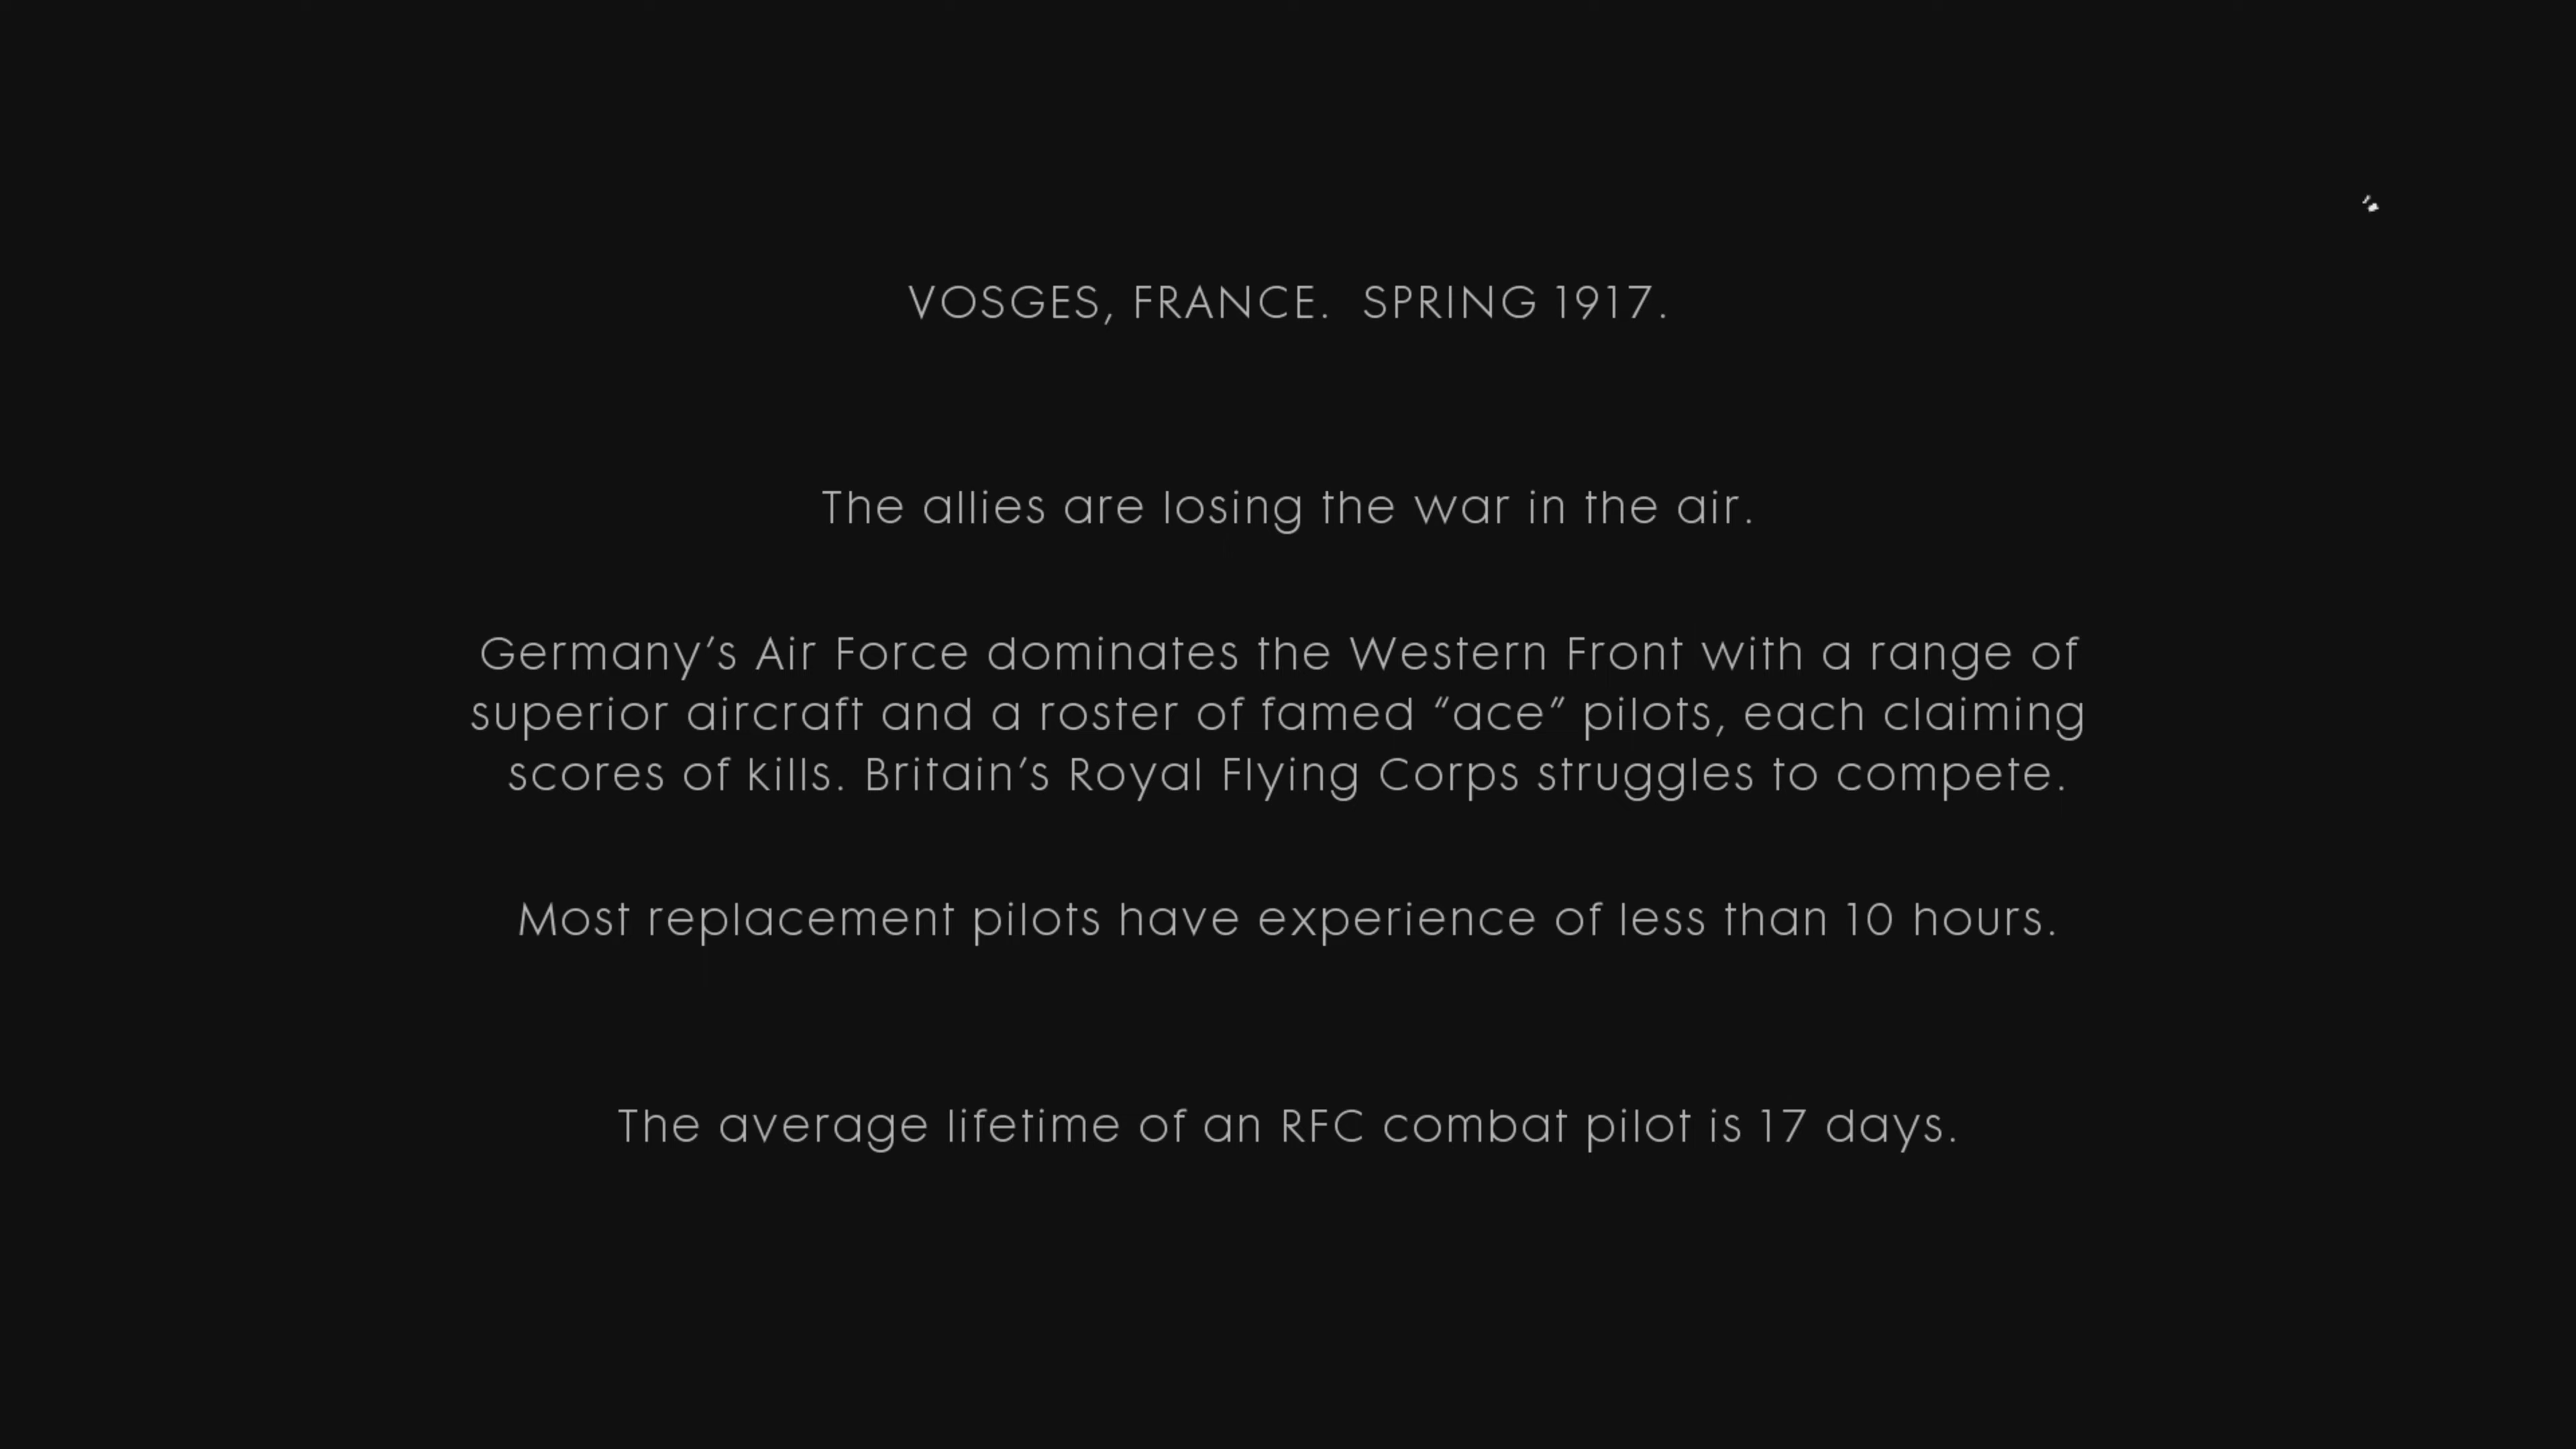 VOSGES, FRANCE. SPRING 1917.
The allies are losing the war in the air.
Germany’s Air Force dominates the Western Front with a range of
superior aircraft and a roster of famed “ace” pilots, each claiming
scores of kills. Britain’s Royal Flying Corps struggles to compete.
Most replacement pilots have experience of less than 10 hours.
The average lifetime of an RFC combat pilot is 17 days.